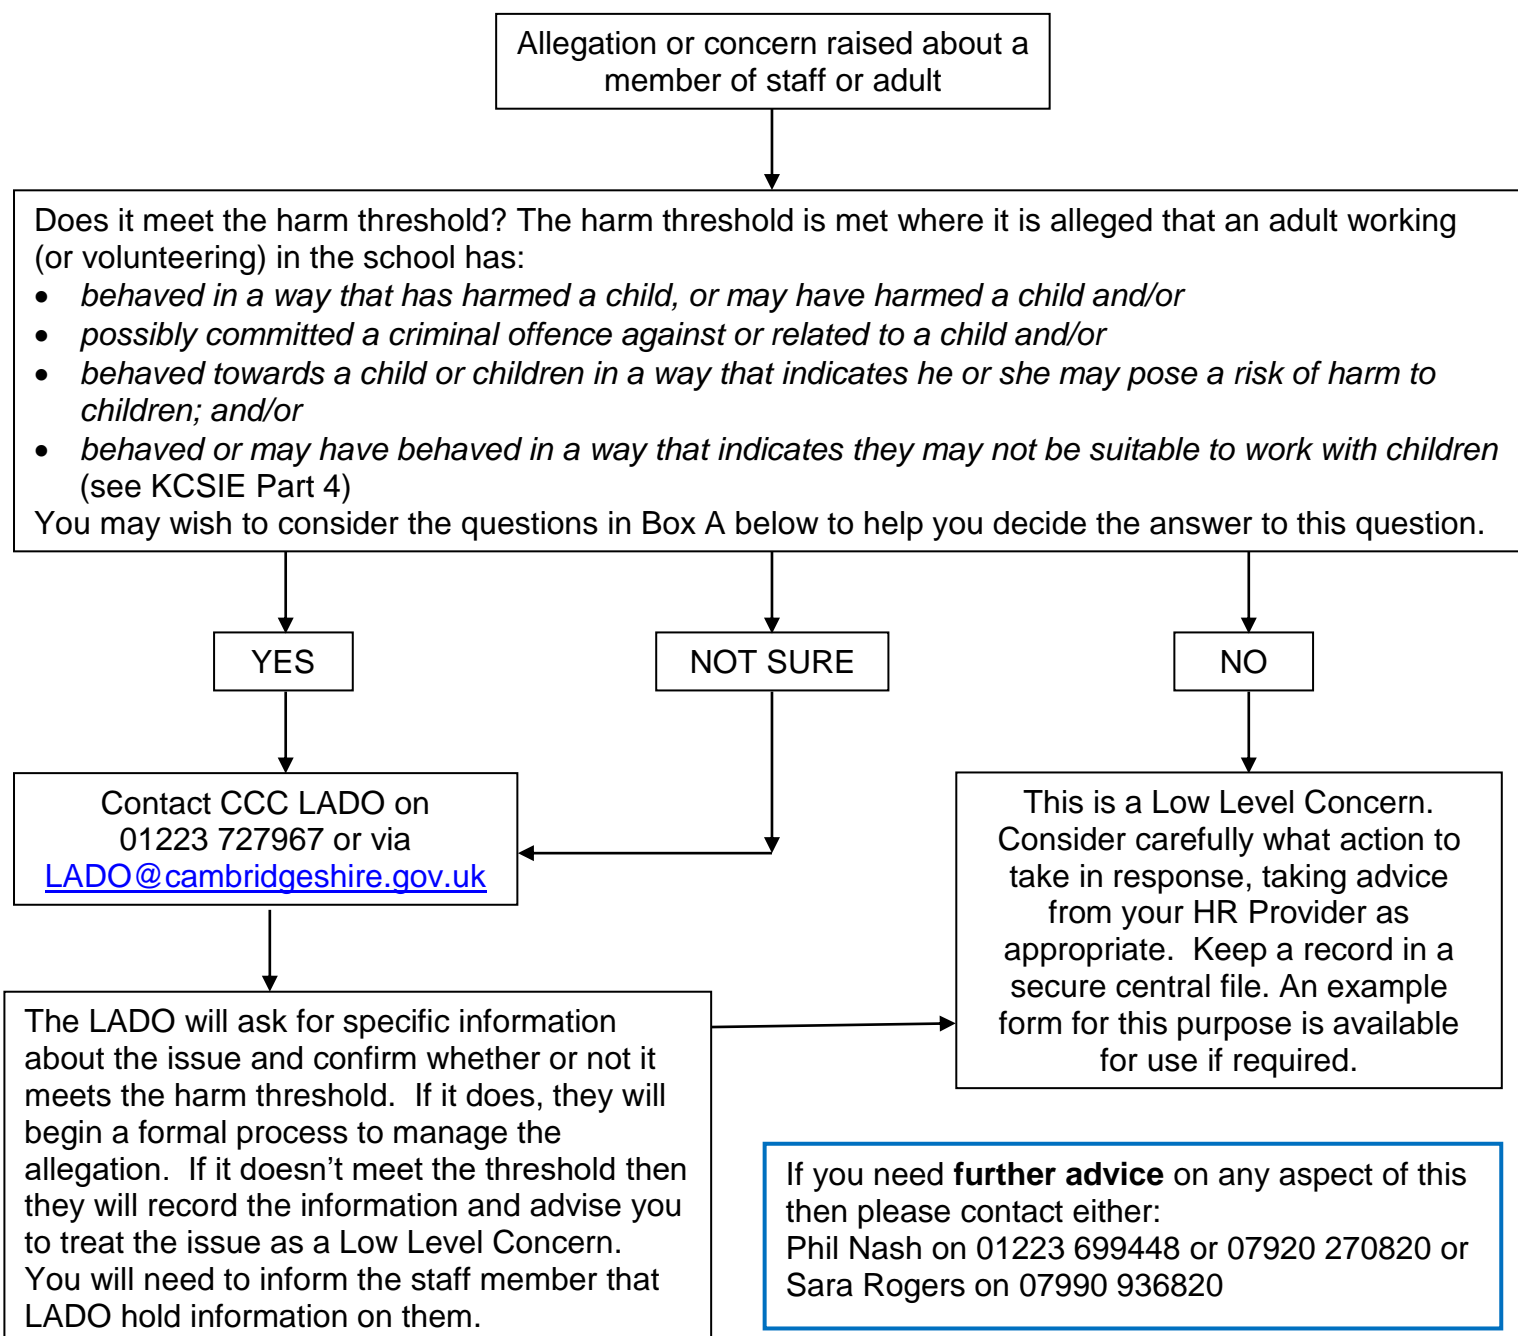 Allegation or concern raised about a
member of staff or adult
Does it meet the harm threshold? The harm threshold is met where it is alleged that an adult working
(or volunteering) in the school has:
• behaved in a way that has harmed a child, or may have harmed a child and/or
• possibly committed a criminal offence against or related to a child and/or
• behaved towards a child or children in a way that indicates he or she may pose a risk of harm to
children; and/or
• behaved or may have behaved in a way that indicates they may not be suitable to work with children
(see KCSIE Part 4)
You may wish to consider the questions in Box A below to help you decide the answer to this question.
YES
NOT SURE
NO
Contact CCC LADO on
01223 727967 or via
LADO@cambridgeshire.gov.uk
This is a Low Level Concern.
Consider carefully what action to
take in response, taking advice
from your HR Provider as
appropriate.  Keep a record in a
secure central file. An example
form for this purpose is available
for use if required.
The LADO will ask for specific information
about the issue and confirm whether or not it
meets the harm threshold.  If it does, they will
begin a formal process to manage the
allegation.  If it doesn’t meet the threshold then
they will record the information and advise you
to treat the issue as a Low Level Concern.
You will need to inform the staff member that
LADO hold information on them.
If you need further advice on any aspect of this
then please contact either:
Phil Nash on 01223 699448 or 07920 270820 or
Sara Rogers on 07990 936820